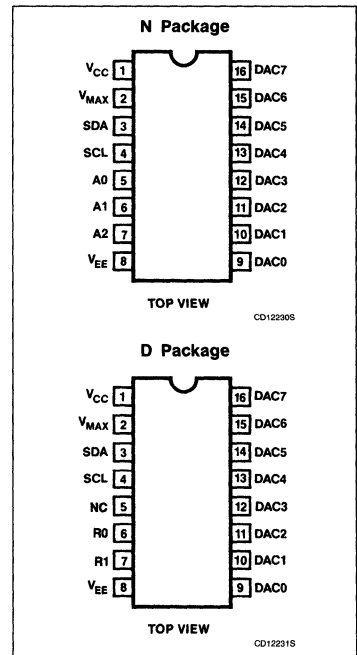 N Package
VCC 1 16 DAC7
VMAX 2 15 DAC6
SDA 3 14 DAC5
SCL 4 13 DAC4
A0 5 12 DAC3
A1 6 11 DAC2
A2 7 10 DAC1
VEE 8 9 DAC0
TOP VIEW
CD12230S
D Package
VCC 1 16 DAC7
VMAX 2 15 DAC6
SDA 3 14 DAC5
SCL 4 13 DAC4
NC 5 12 DAC3
R0 6 11 DAC2
R1 7 10 DAC1
VEE 8 9 DAC0
TOP VIEW
CD12231S